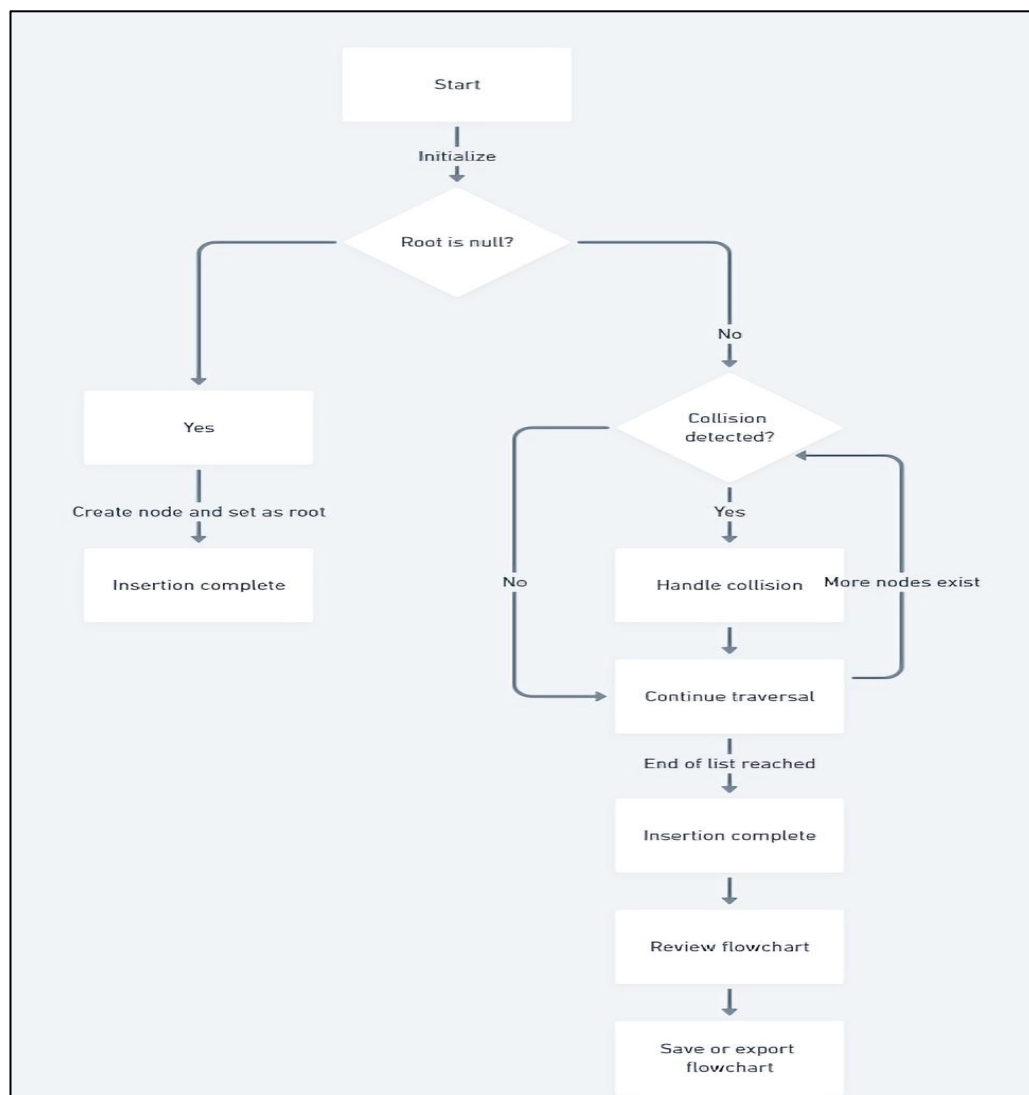 Start
Initialize
Root is null?
No
Yes
Create node and set as root
Insertion complete
Collision
detected?
Yes
No
Handle collision
More nodes exist
Continue traversal
End of list reached
Insertion complete
Review flowchart
Save or export
flowchart